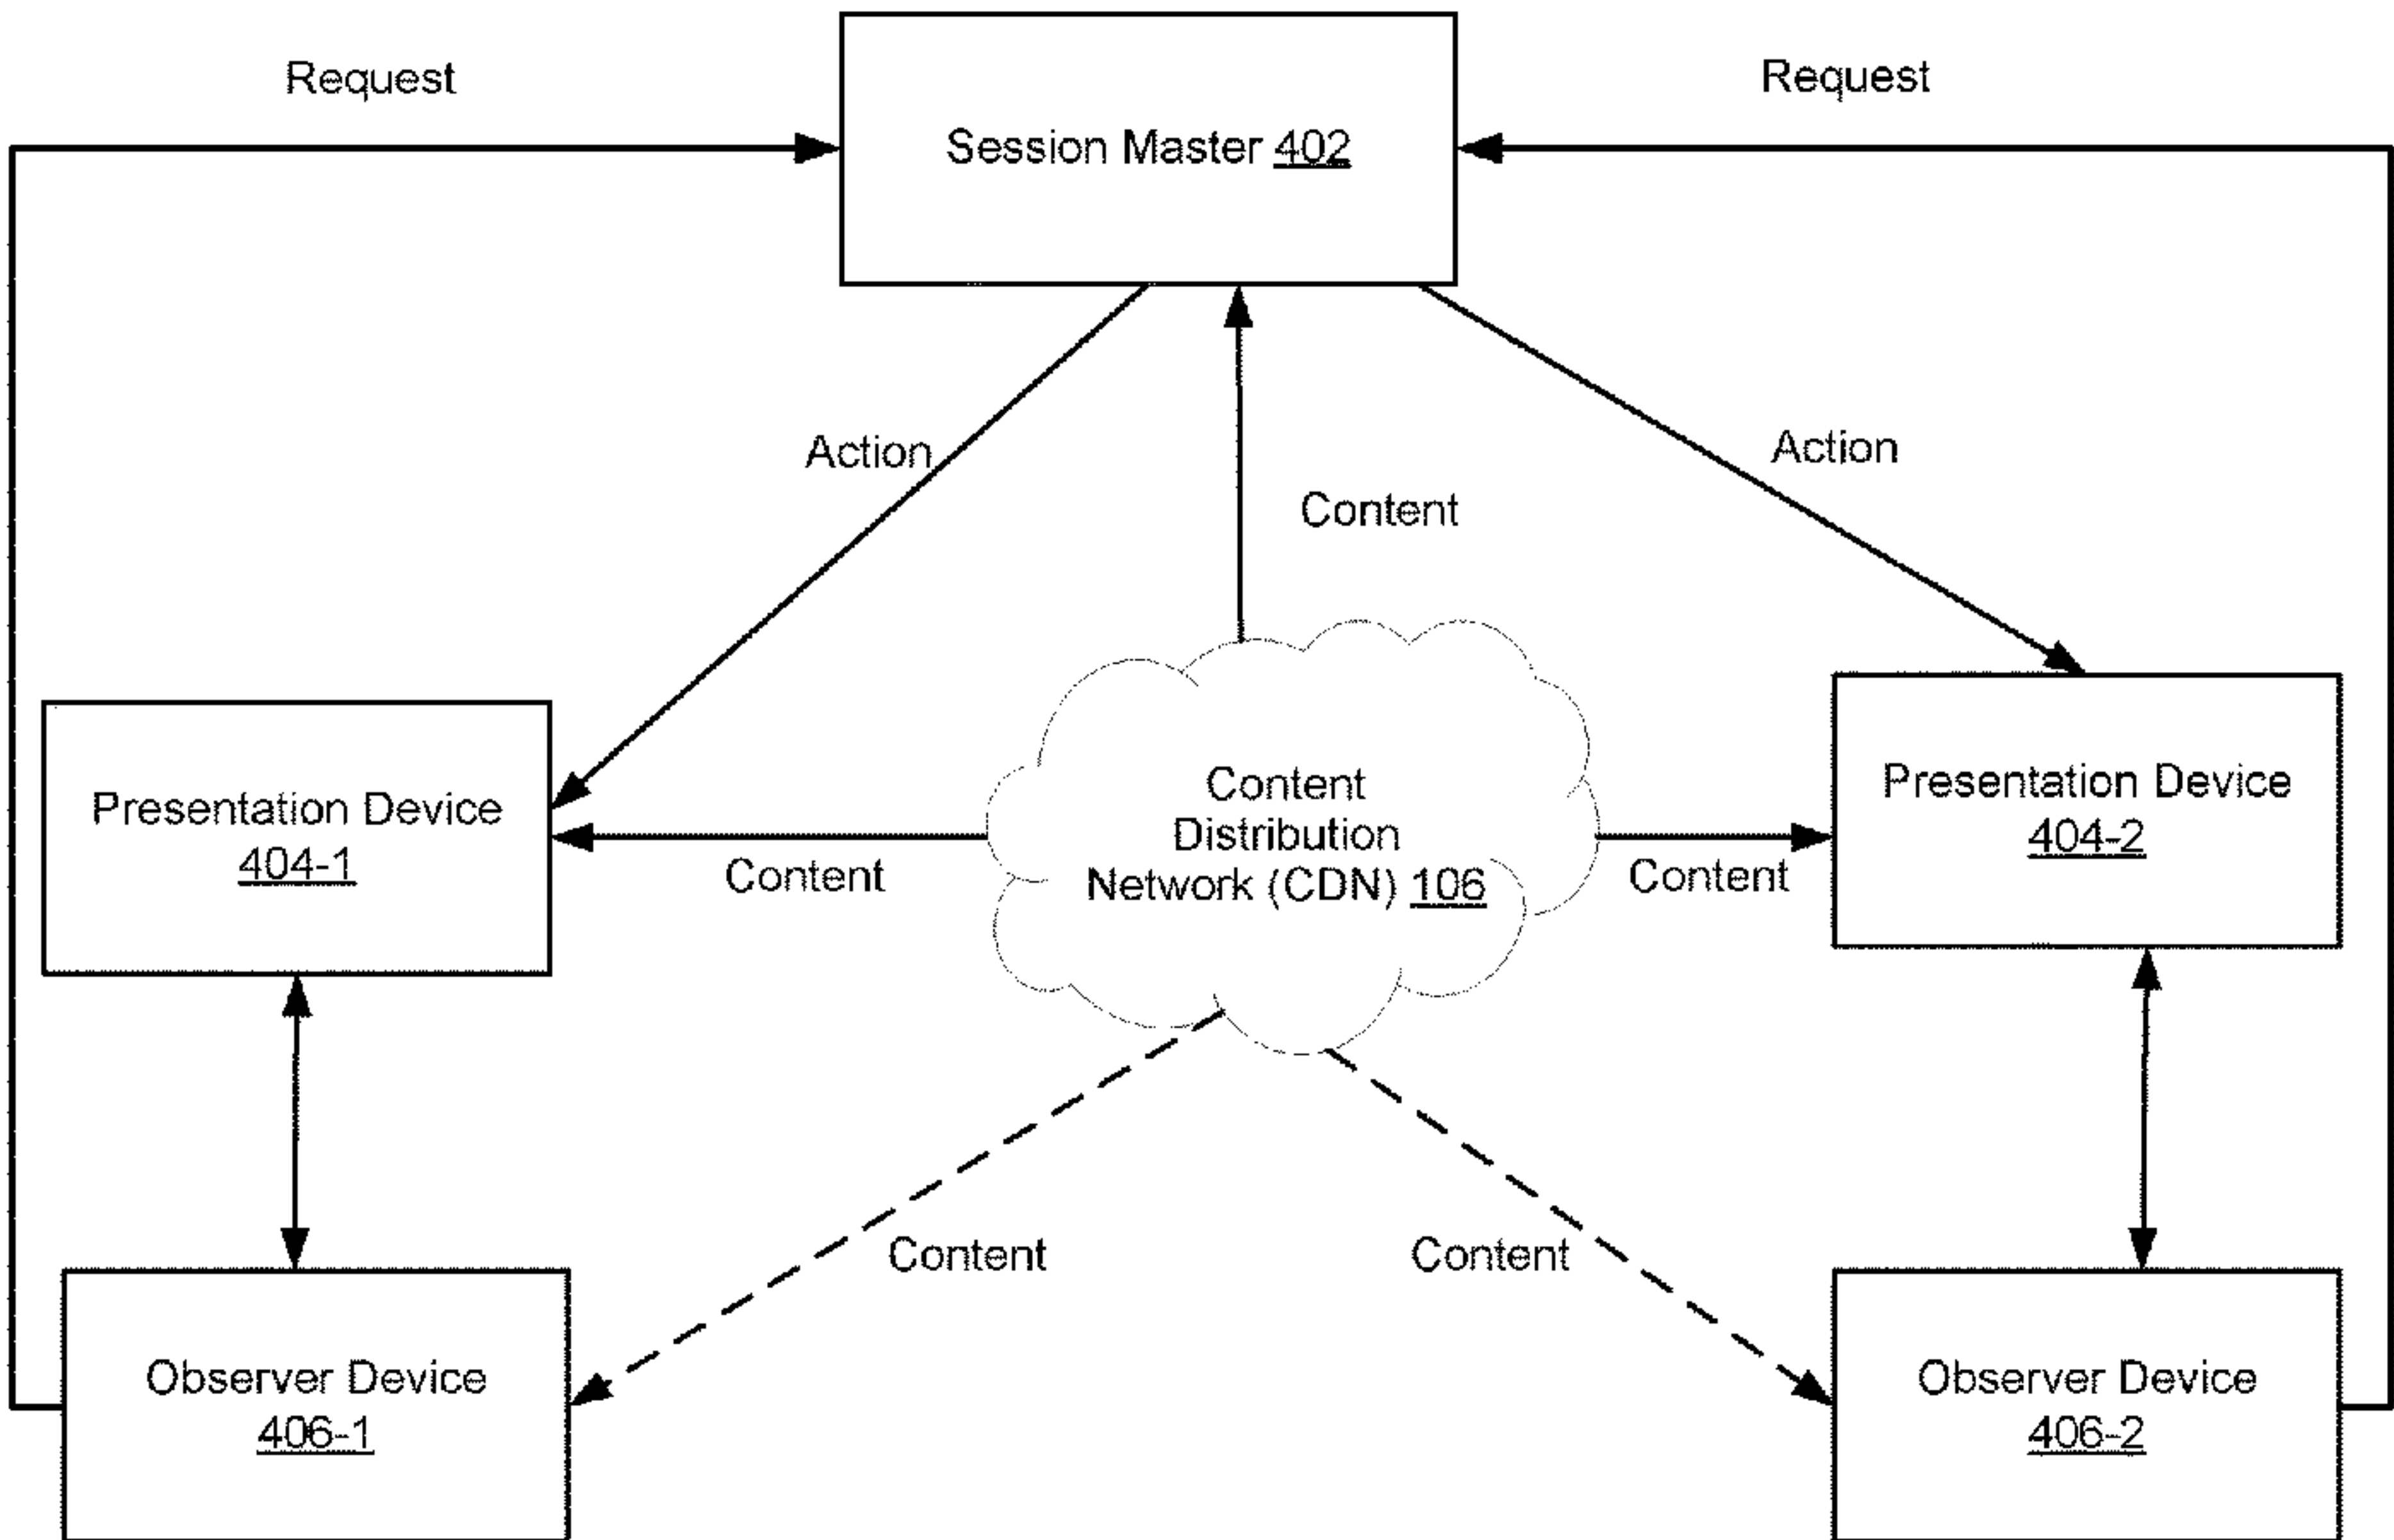 Request
Request
Session Master 402
Action
Action
Content
Content
Distribution
Network (CDN) 106
Presentation Device
404-1
Presentation Device
404-2
Content
Content
Content
Content
Observer Device
406-1
Observer Device
406-2